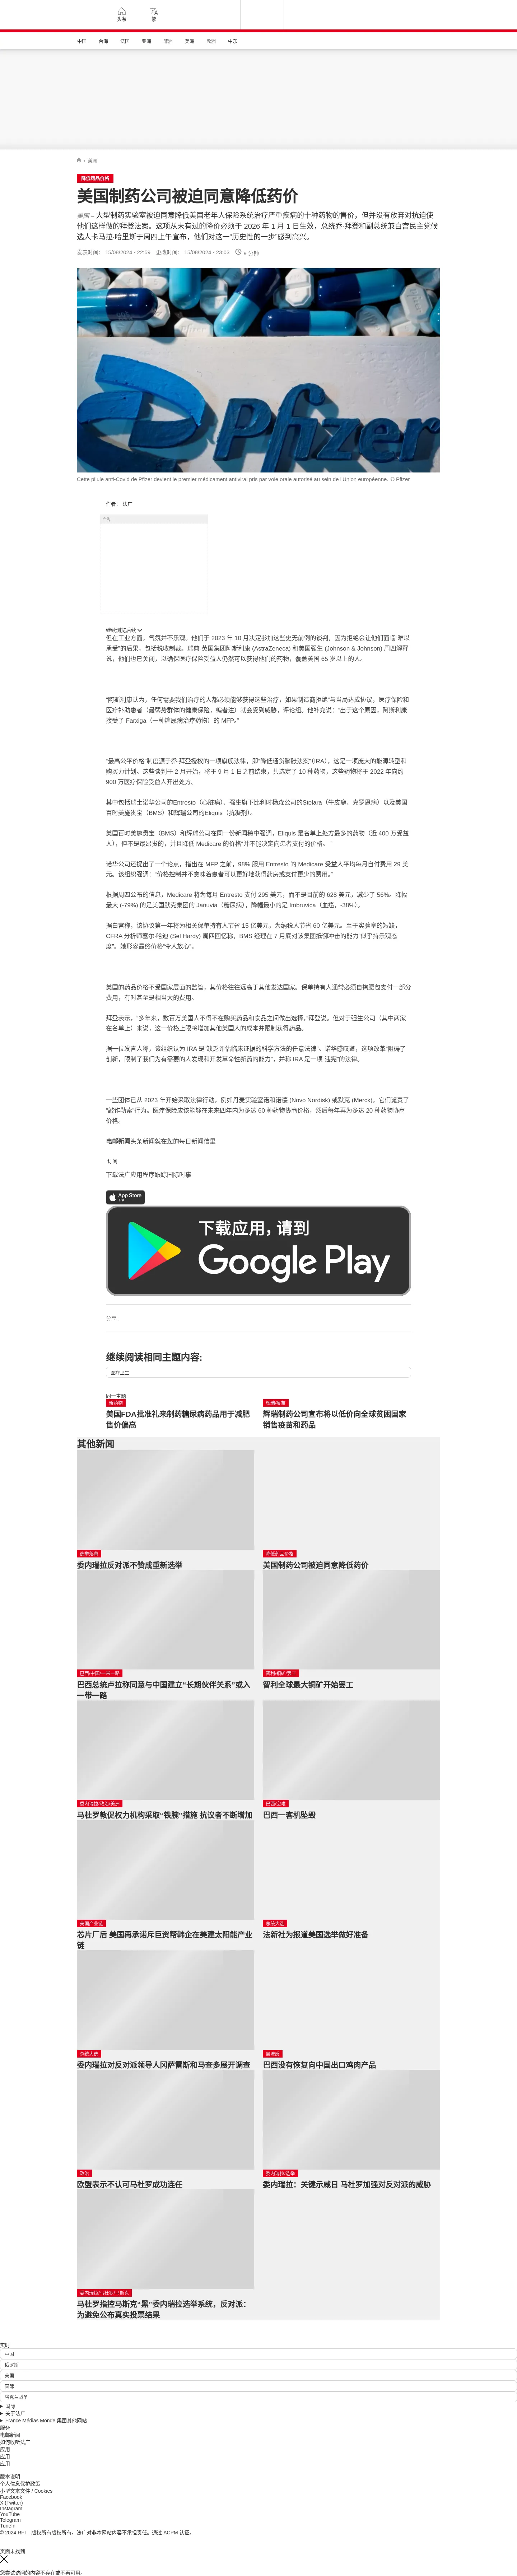 头条
繁
中国
台海
法国
亚洲
非洲
美洲
欧洲
中东
/ 美洲
降低药品价格
美国制药公司被迫同意降低药价
美国 – 大型制药实验室被迫同意降低美国老年人保险系统治疗严重疾病的十种药物的售价，但并没有放弃对抗迫使
他们这样做的拜登法案。这项从未有过的降价必须于 2026 年 1 月 1 日生效，总统乔·拜登和副总统兼白宫民主党候
选人卡马拉·哈里斯于周四上午宣布，他们对这一“历史性的一步”感到高兴。
发表时间： 15/08/2024 - 22:59 更改时间： 15/08/2024 - 23:03 9 分钟
Pfizer
Cette pilule anti-Covid de Pfizer devient le premier médicament antiviral pris par voie orale autorisé au sein de l'Union européenne. © Pfizer
作者： 法广
广告
继续浏览后续
但在工业方面，气氛并不乐观。他们于 2023 年 10 月决定参加这些史无前例的谈判，因为拒绝会让他们面临“难以
承受”的后果，包括税收制裁。瑞典-英国集团阿斯利康 (AstraZeneca) 和美国强生 (Johnson & Johnson) 周四解释
说，他们也已关闭，以确保医疗保险受益人仍然可以获得他们的药物，覆盖美国 65 岁以上的人。
“阿斯利康认为，任何需要我们治疗的人都必须能够获得这些治疗，如果制造商拒绝”与当局达成协议，医疗保险和
医疗补助患者（最弱势群体的健康保险，编者注）就会受到威胁，评论组。他补充说：“出于这个原因，阿斯利康
接受了 Farxiga（一种糖尿病治疗药物）的 MFP。”
“最高公平价格”制度源于乔·拜登授权的一项旗舰法律，即“降低通货膨胀法案”（IRA），这是一项庞大的能源转型和
购买力计划。这些谈判于 2 月开始，将于 9 月 1 日之前结束，共选定了 10 种药物，这些药物将于 2022 年向约
900 万医疗保险受益人开出处方。
其中包括瑞士诺华公司的Entresto（心脏病）、强生旗下比利时杨森公司的Stelara（牛皮癣、克罗恩病）以及美国
百时美施贵宝（BMS）和辉瑞公司的Eliquis（抗凝剂）。
美国百时美施贵宝（BMS）和辉瑞公司在同一份新闻稿中强调，Eliquis 是名单上处方最多的药物（近 400 万受益
人），但不是最昂贵的，并且降低 Medicare 的价格“并不能决定向患者支付的价格。 ”
诺华公司还提出了一个论点，指出在 MFP 之前，98% 服用 Entresto 的 Medicare 受益人平均每月自付费用 29 美
元。该组织强调：“价格控制并不意味着患者可以更好地获得药房或支付更少的费用。”
根据周四公布的信息，Medicare 将为每月 Entresto 支付 295 美元，而不是目前的 628 美元，减少了 56%。降幅
最大 (-79%) 的是美国默克集团的 Januvia（糖尿病），降幅最小的是 Imbruvica（血癌，-38%）。
据白宫称，该协议第一年将为相关保单持有人节省 15 亿美元，为纳税人节省 60 亿美元。至于实验室的短缺，
CFRA 分析师塞尔·哈迪 (Sel Hardy) 周四回忆称，BMS 经理在 7 月底对该集团抵御冲击的能力“似乎持乐观态
度”。她形容最终价格“令人放心”。
美国的药品价格不受国家层面的监管，其价格往往远高于其他发达国家。保单持有人通常必须自掏腰包支付一部分
费用，有时甚至是相当大的费用。
拜登表示，“多年来，数百万美国人不得不在购买药品和食品之间做出选择，”拜登说。但对于强生公司（其中两家
在名单上）来说，这一价格上限将增加其他美国人的成本并限制获得药品。
据一位发言人称，该组织认为 IRA 是“缺乏评估临床证据的科学方法的任意法律”。诺华感叹道，这项改革“阻碍了
创新，限制了我们为有需要的人发现和开发革命性新药的能力”，并称 IRA 是一项“违宪”的法律。
一些团体已从 2023 年开始采取法律行动，例如丹麦实验室诺和诺德 (Novo Nordisk) 或默克 (Merck)，它们谴责了
“敲诈勒索”行为。医疗保险应该能够在未来四年内为多达 60 种药物协商价格，然后每年再为多达 20 种药物协商
价格。
电邮新闻头条新闻就在您的每日新闻信里
订阅
下载法广应用程序跟踪国际时事
App Store
下载
下载应用，请到
Google Play
分享 :
继续阅读相同主题内容:
医疗卫生
同一主题
新药物
美国FDA批准礼来制药糖尿病药品用于减肥 售价偏高
辉瑞/疫苗
辉瑞制药公司宣布将以低价向全球贫困国家销售疫苗和药品
其他新闻
选举落幕
委内瑞拉反对派不赞成重新选举
降低药品价格
美国制药公司被迫同意降低药价
巴西/中国/一带一路
巴西总统卢拉称同意与中国建立“长期伙伴关系”或入一带一路
智利/铜矿/罢工
智利全球最大铜矿开始罢工
委内瑞拉/政治/美洲
马杜罗敦促权力机构采取“铁腕”措施 抗议者不断增加
巴西/空难
巴西一客机坠毁
美国产业链
芯片厂后 美国再承诺斥巨资帮韩企在美建太阳能产业链
总统大选
法新社为报道美国选举做好准备
总统大选
委内瑞拉对反对派领导人冈萨雷斯和马查多展开调查
禽流感
巴西没有恢复向中国出口鸡肉产品
政治
欧盟表示不认可马杜罗成功连任
委内瑞拉/选举
委内瑞拉：关键示威日 马杜罗加强对反对派的威胁
委内瑞拉/马杜罗/马斯克
马杜罗指控马斯克“黑”委内瑞拉选举系统，反对派：为避免公布真实投票结果
实时
中国
俄罗斯
美国
国际
乌克兰战争
国际
关于法广
France Médias Monde 集团其他网站
服务
电邮新闻
如何收听法广
应用
应用
应用
版本说明
个人信息保护政策
小型文本文件 / Cookies
Facebook
X (Twitter)
Instagram
YouTube
Telegram
TuneIn
© 2024 RFI – 版权所有版权所有。法广对非本网站内容不承担责任。通过 ACPM 认证。
页面未找到
您尝试访问的内容不存在或不再可用。